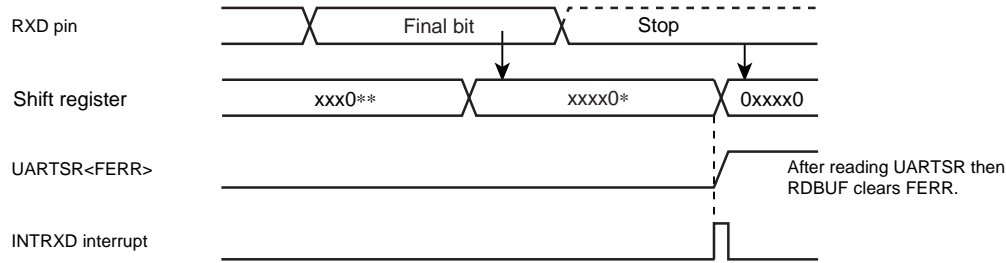 RXD pin
Final bit
Stop
Shift register
xxx0**
xxxx0*
0xxxx0
UARTSR<FERR>
After reading UARTSR then
RDBUF clears FERR.
INTRXD interrupt